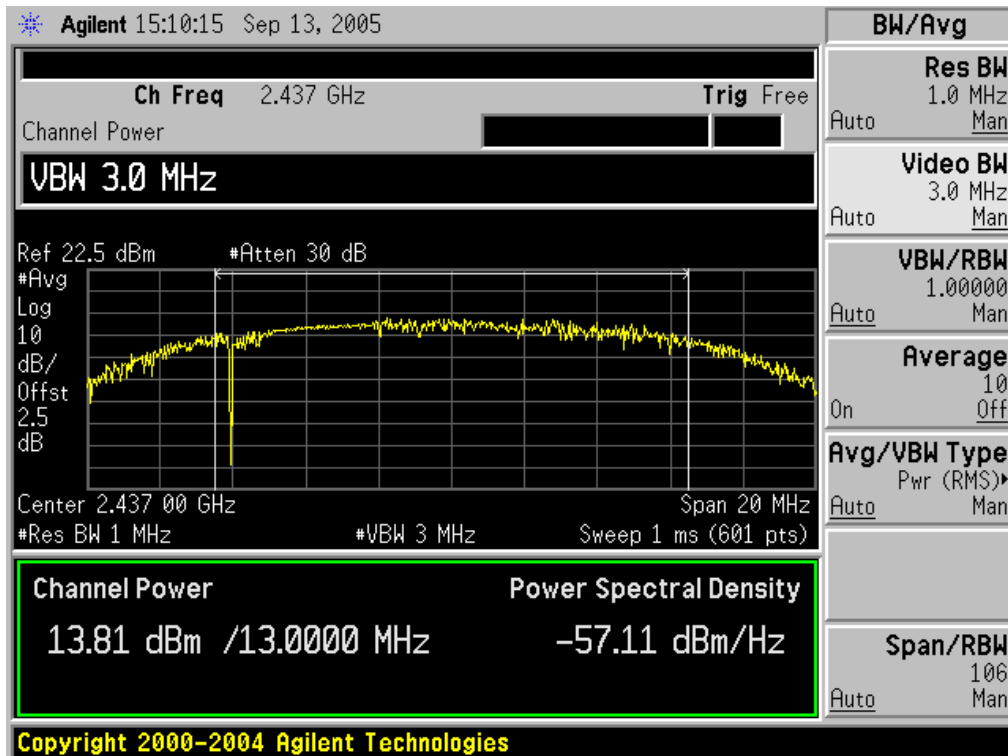 Agilent 15:10:15 Sep 13, 2005
BW/Avg
Ch Freq 2.437 GHz
Trig Free
Channel Power
VBW 3.0 MHz
Ref 22.5 dBm
#Atten 30 dB
#Avg
Log
10
dB/
Offst
2.5
dB
Center 2.437 00 GHz
Span 20 MHz
#Res BW 1 MHz
#VBW 3 MHz
Sweep 1 ms (601 pts)
Channel Power
Power Spectral Density
13.81 dBm /13.0000 MHz
-57.11 dBm/Hz
Res BW
1.0 MHz
Auto Man
Video BW
3.0 MHz
Auto Man
VBW/RBW
1.00000
Auto Man
Average
10
On Off
Avg/VBW Type
Pwr (RMS)▸
Auto Man
Span/RBW
106
Auto Man
Copyright 2000-2004 Agilent Technologies